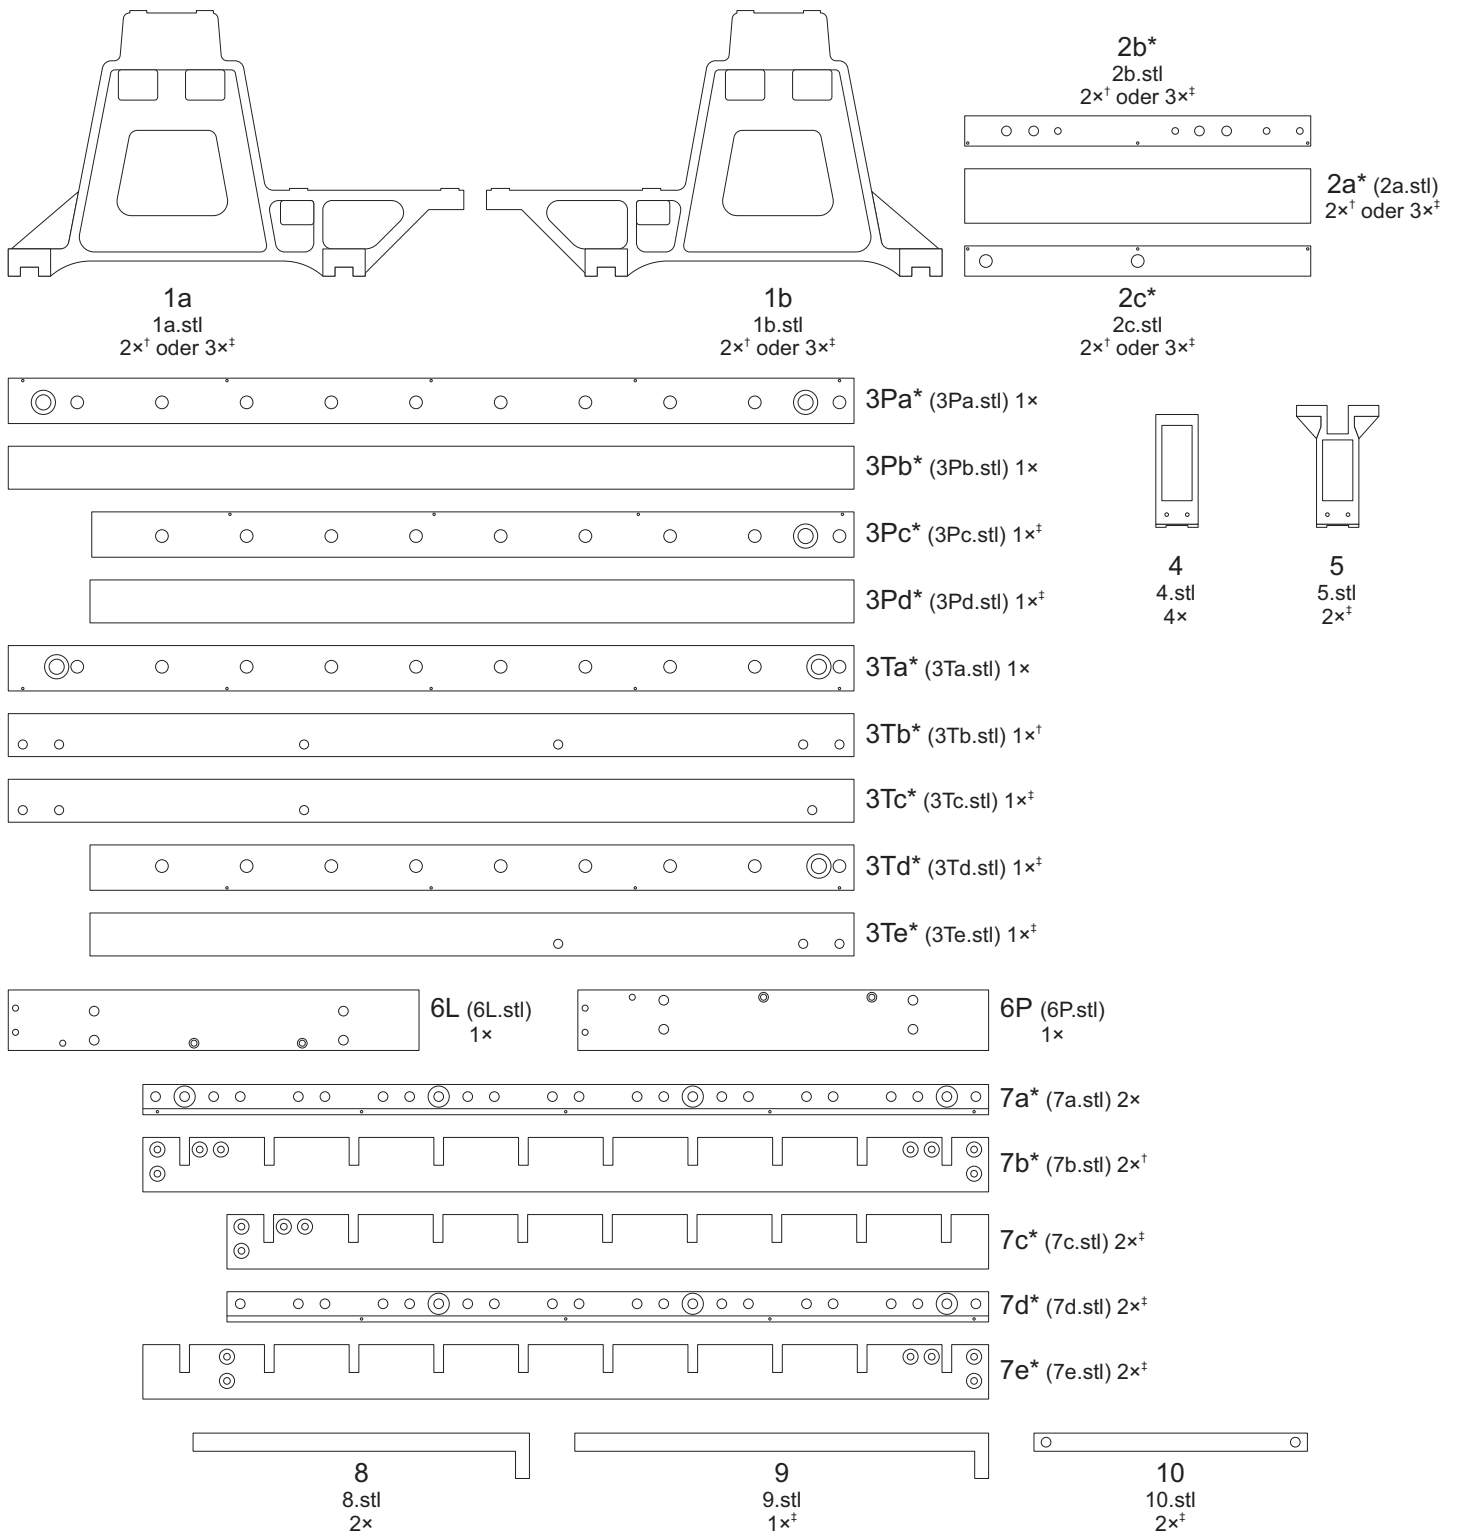 2b*
2b.stl
2×† oder 3×‡
2a* (2a.stl)
2×† oder 3×‡
1a
1a.stl
2×† oder 3×‡
1b
1b.stl
2×† oder 3×‡
2c*
2c.stl
2×† oder 3×‡
3Pa* (3Pa.stl) 1×
3Pb* (3Pb.stl) 1×
3Pc* (3Pc.stl) 1×‡
3Pd* (3Pd.stl) 1×‡
4
4.stl
4×
5
5.stl
2×‡
3Ta* (3Ta.stl) 1×
3Tb* (3Tb.stl) 1×†
3Tc* (3Tc.stl) 1×‡
3Td* (3Td.stl) 1×‡
3Te* (3Te.stl) 1×‡
6L (6L.stl)
1×
6P (6P.stl)
1×
7a* (7a.stl) 2×
7b* (7b.stl) 2×†
7c* (7c.stl) 2×‡
7d* (7d.stl) 2×‡
7e* (7e.stl) 2×‡
8
8.stl
2×
9
9.stl
1×‡
10
10.stl
2×‡